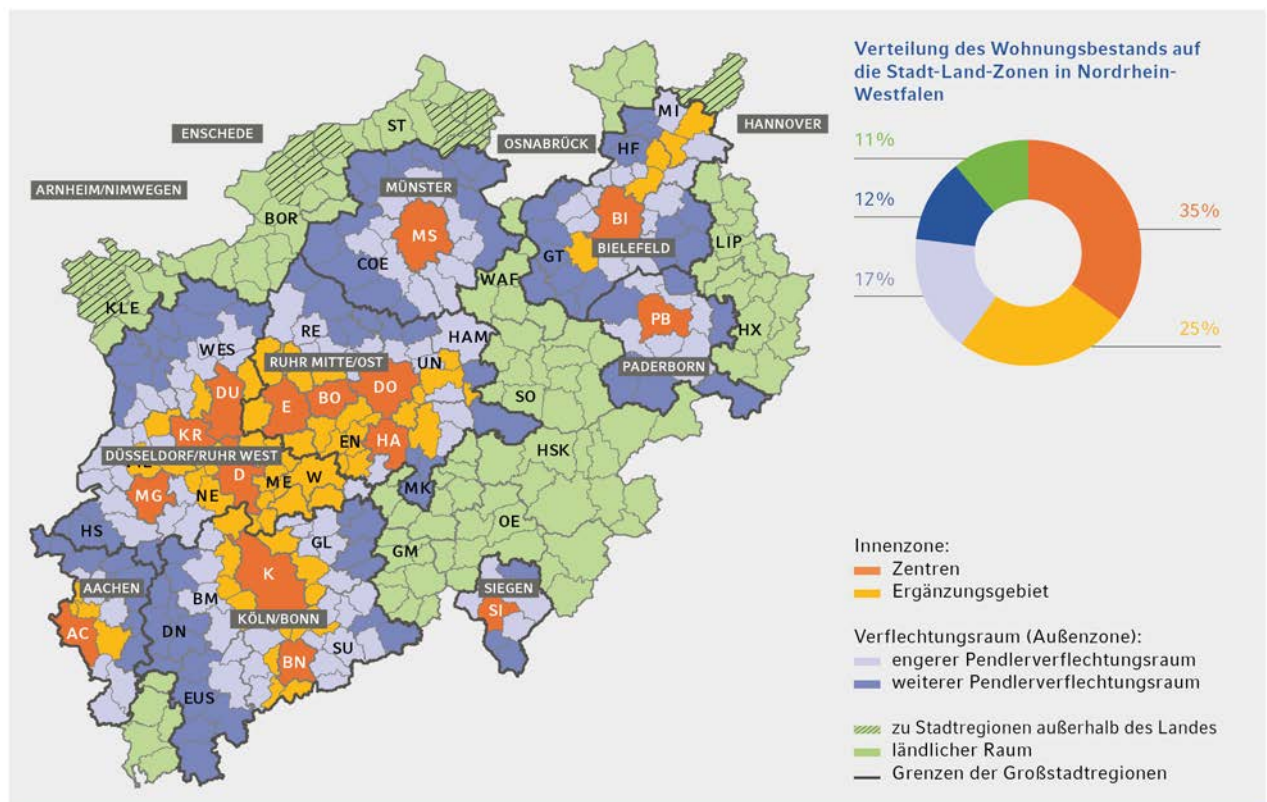 Verteilung des Wohnungsbestands auf
die Stadt-Land-Zonen in Nordrhein-
Westfalen
11%
12%
17%
35%
25%
ENSCHEDE
ST
OSNABRÜCK
MI
HANNOVER
HF
ARNHEIM/NIMWEGEN
MÜNSTER
BOR
MS
BI
BIELEFELD
LIP
COE
GT
WAF
KLE
PB
HX
RE
HAM
WES
RUHR MITTE/OST
UN
PADERBORN
DU
E
BO
DO
SO
KR
EN
HA
HSK
DÜSSELDORF/RUHR WEST
D
ME
W
MG
NE
MK
HS
GL
OE
GM
K
AACHEN
BM
SIEGEN
SI
AC
DN
KÖLN/BONN
BN
SU
EUS
Innenzone:
Zentren
Ergänzungsgebiet
Verflechtungsraum (Außenzone):
engerer Pendlerverflechtungsraum
weiterer Pendlerverflechtungsraum
zu Stadtregionen außerhalb des Landes
ländlicher Raum
Grenzen der Großstadtregionen